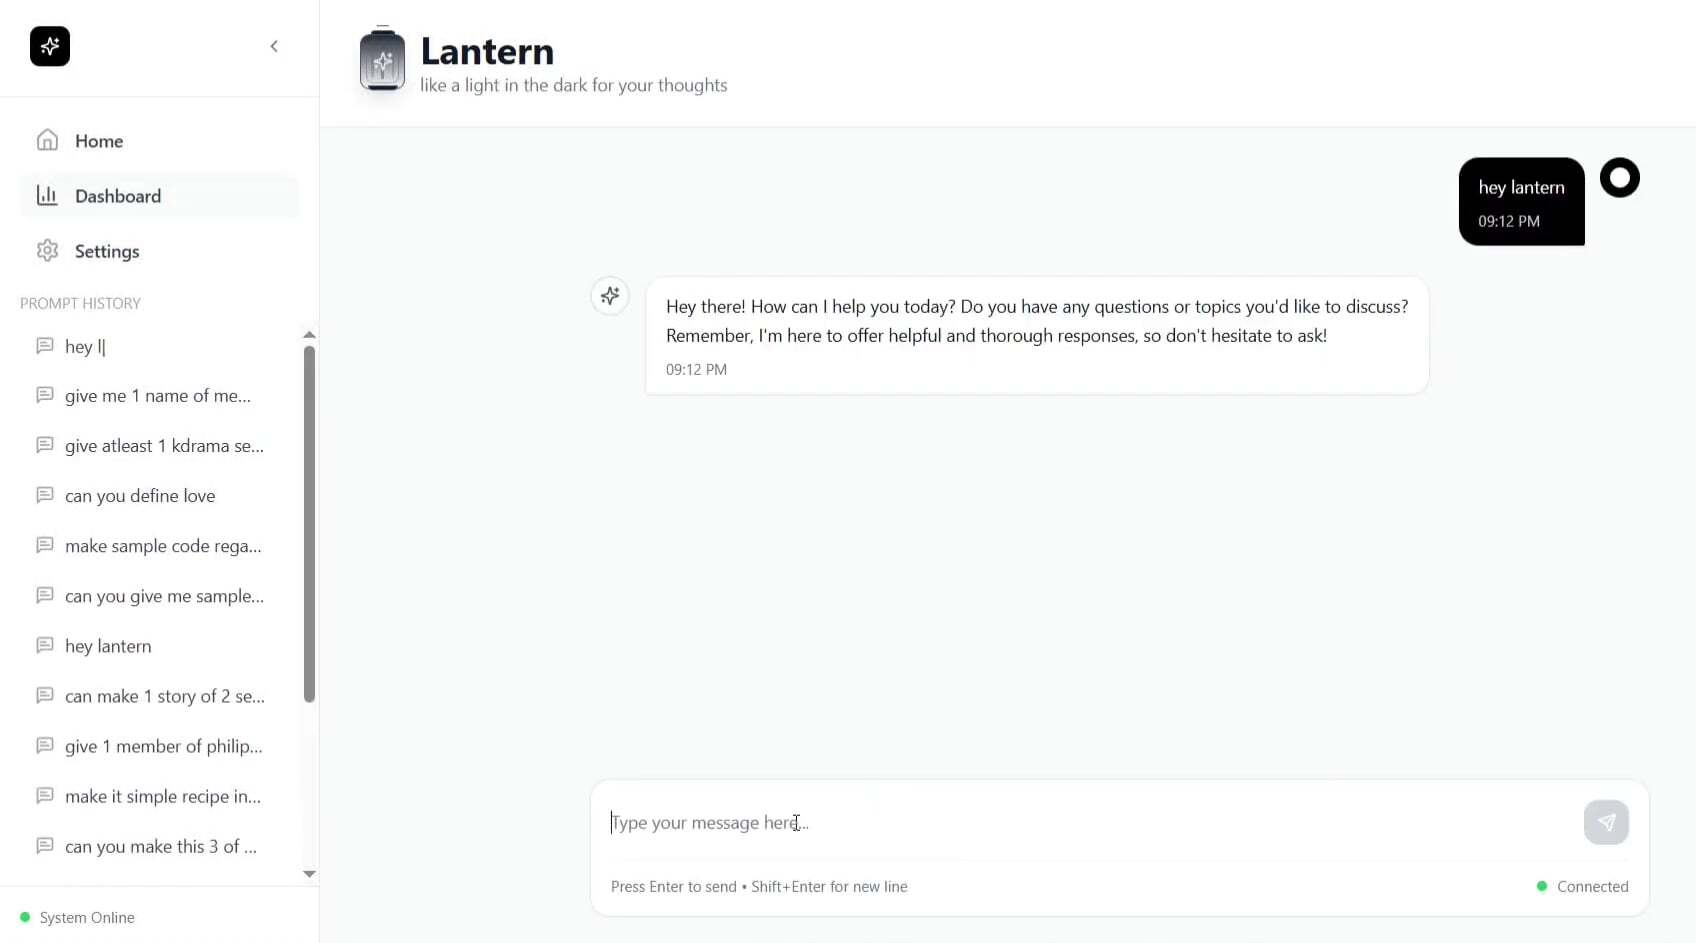 Lantern
like a light in the dark for your thoughts
Home
Dashboard
Settings
PROMPT HISTORY
hey l|
give me 1 name of me...
give atleast 1 kdrama se...
can you define love
make sample code rega...
can you give me sample...
hey lantern
can make 1 story of 2 se...
give 1 member of philip...
make it simple recipe in...
can you make this 3 of ...
System Online
hey lantern
09:12 PM
Hey there! How can I help you today? Do you have any questions or topics you'd like to discuss?
Remember, I'm here to offer helpful and thorough responses, so don't hesitate to ask!
09:12 PM
Type your message here...
Press Enter to send • Shift+Enter for new line
Connected